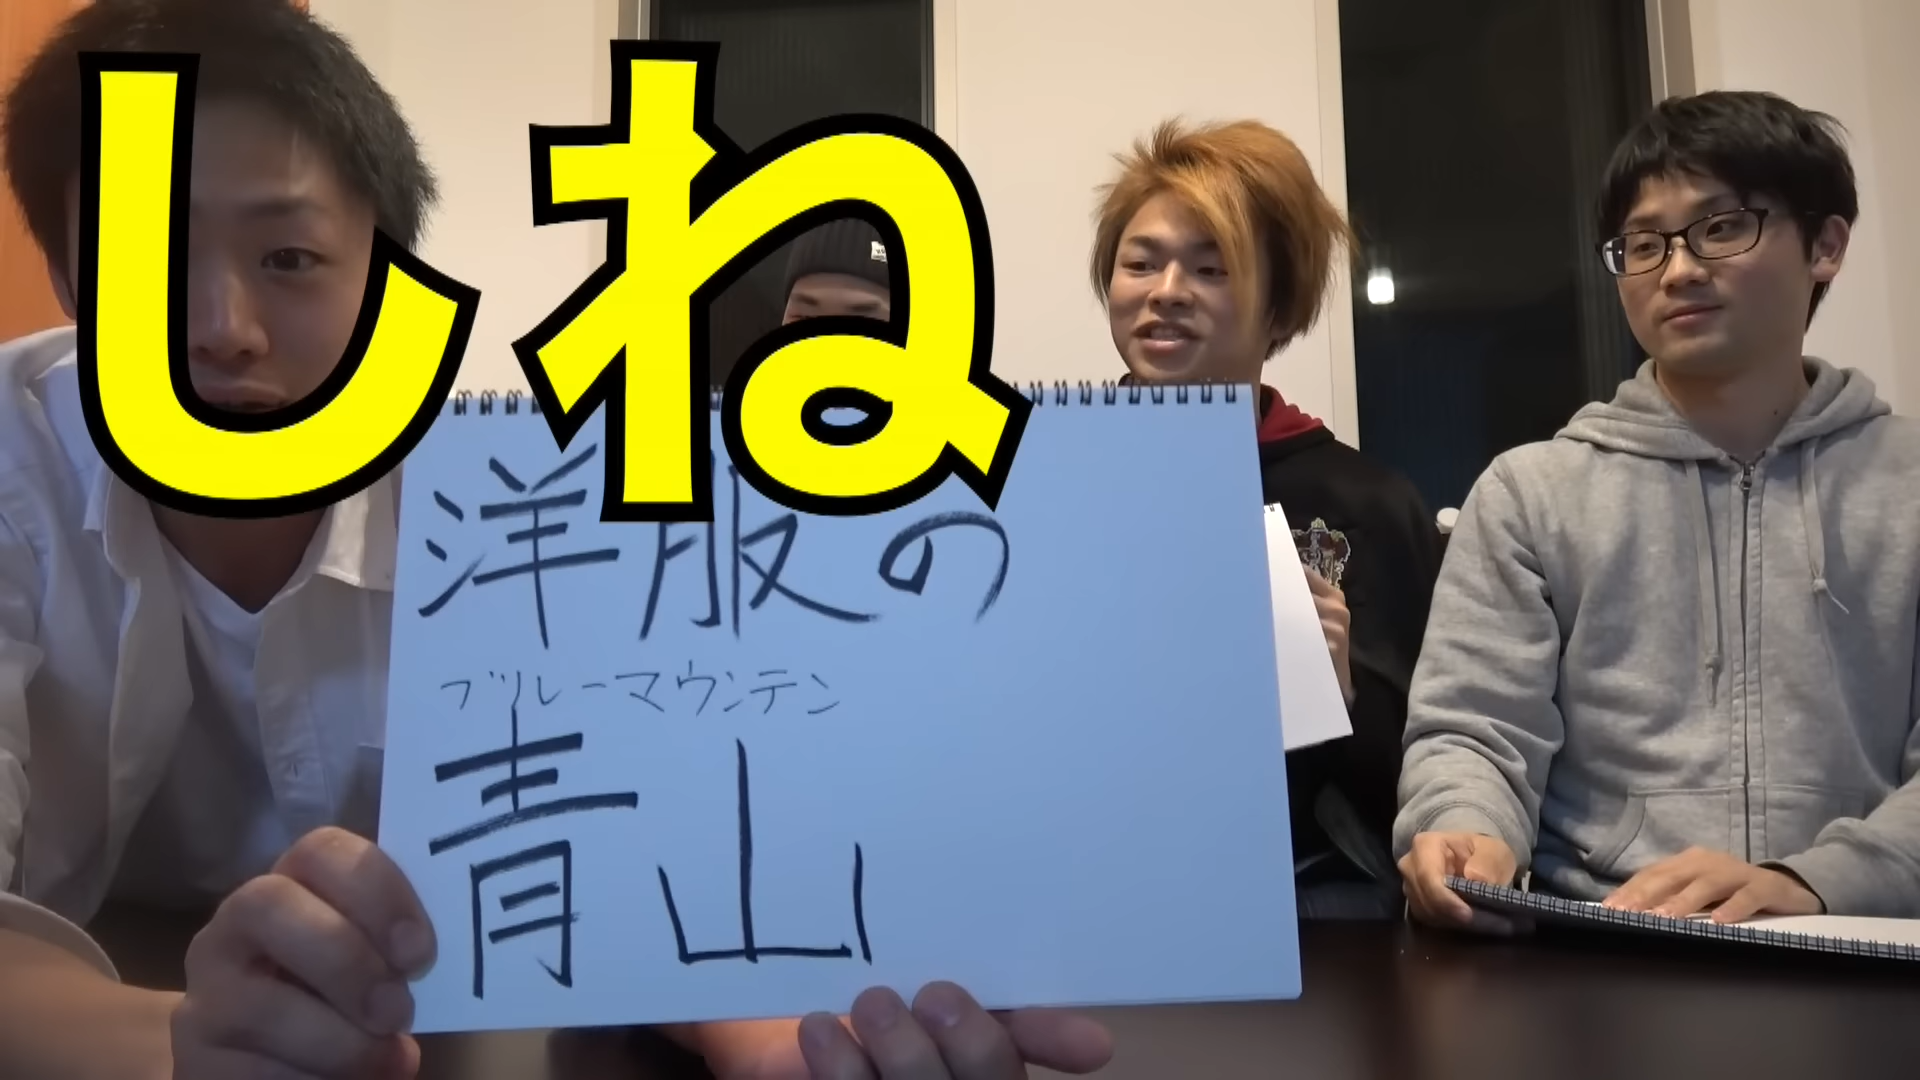 しね
洋服の
ブルーマウンテン
青山